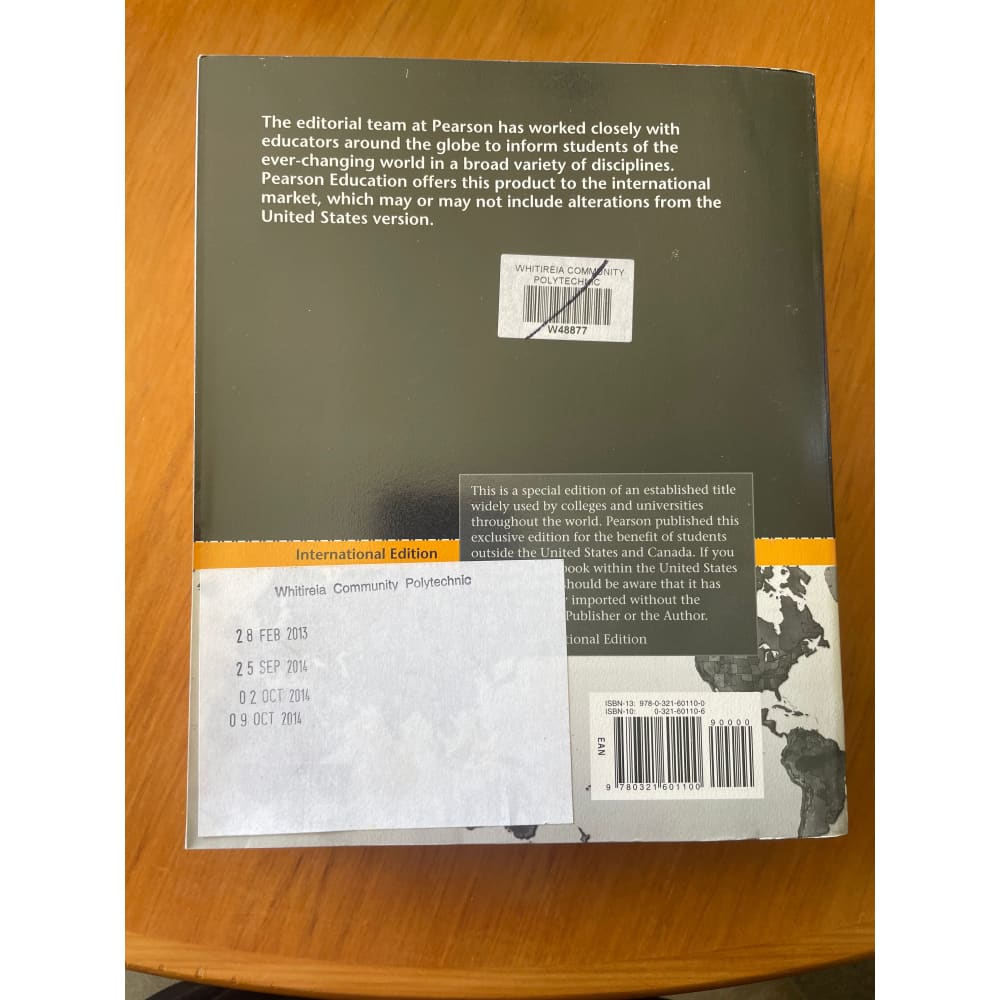 The editorial team at Pearson has worked closely with
educators around the globe to inform students of the
ever-changing world in a broad variety of disciplines.
Pearson Education offers this product to the international
market, which may or may not include alterations from the
United States version.
WHITIREIA COMMUNITY
POLYTECHNIC
W48877
This is a special edition of an established title
widely used by colleges and universities
throughout the world. Pearson published this
exclusive edition for the benefit of students
outside the United States and Canada. If you
book within the United States
should be aware that it has
imported without the
Publisher or the Author.
Edition
International Edition
Whitireia Community Polytechnic
28 FEB 2013
25 SEP 2014
02 OCT 2014
09 OCT 2014
ISBN-13: 978-0-321-60110-0
ISBN-10: 0-321-60110-6
90000
EAN
9 780321 601100